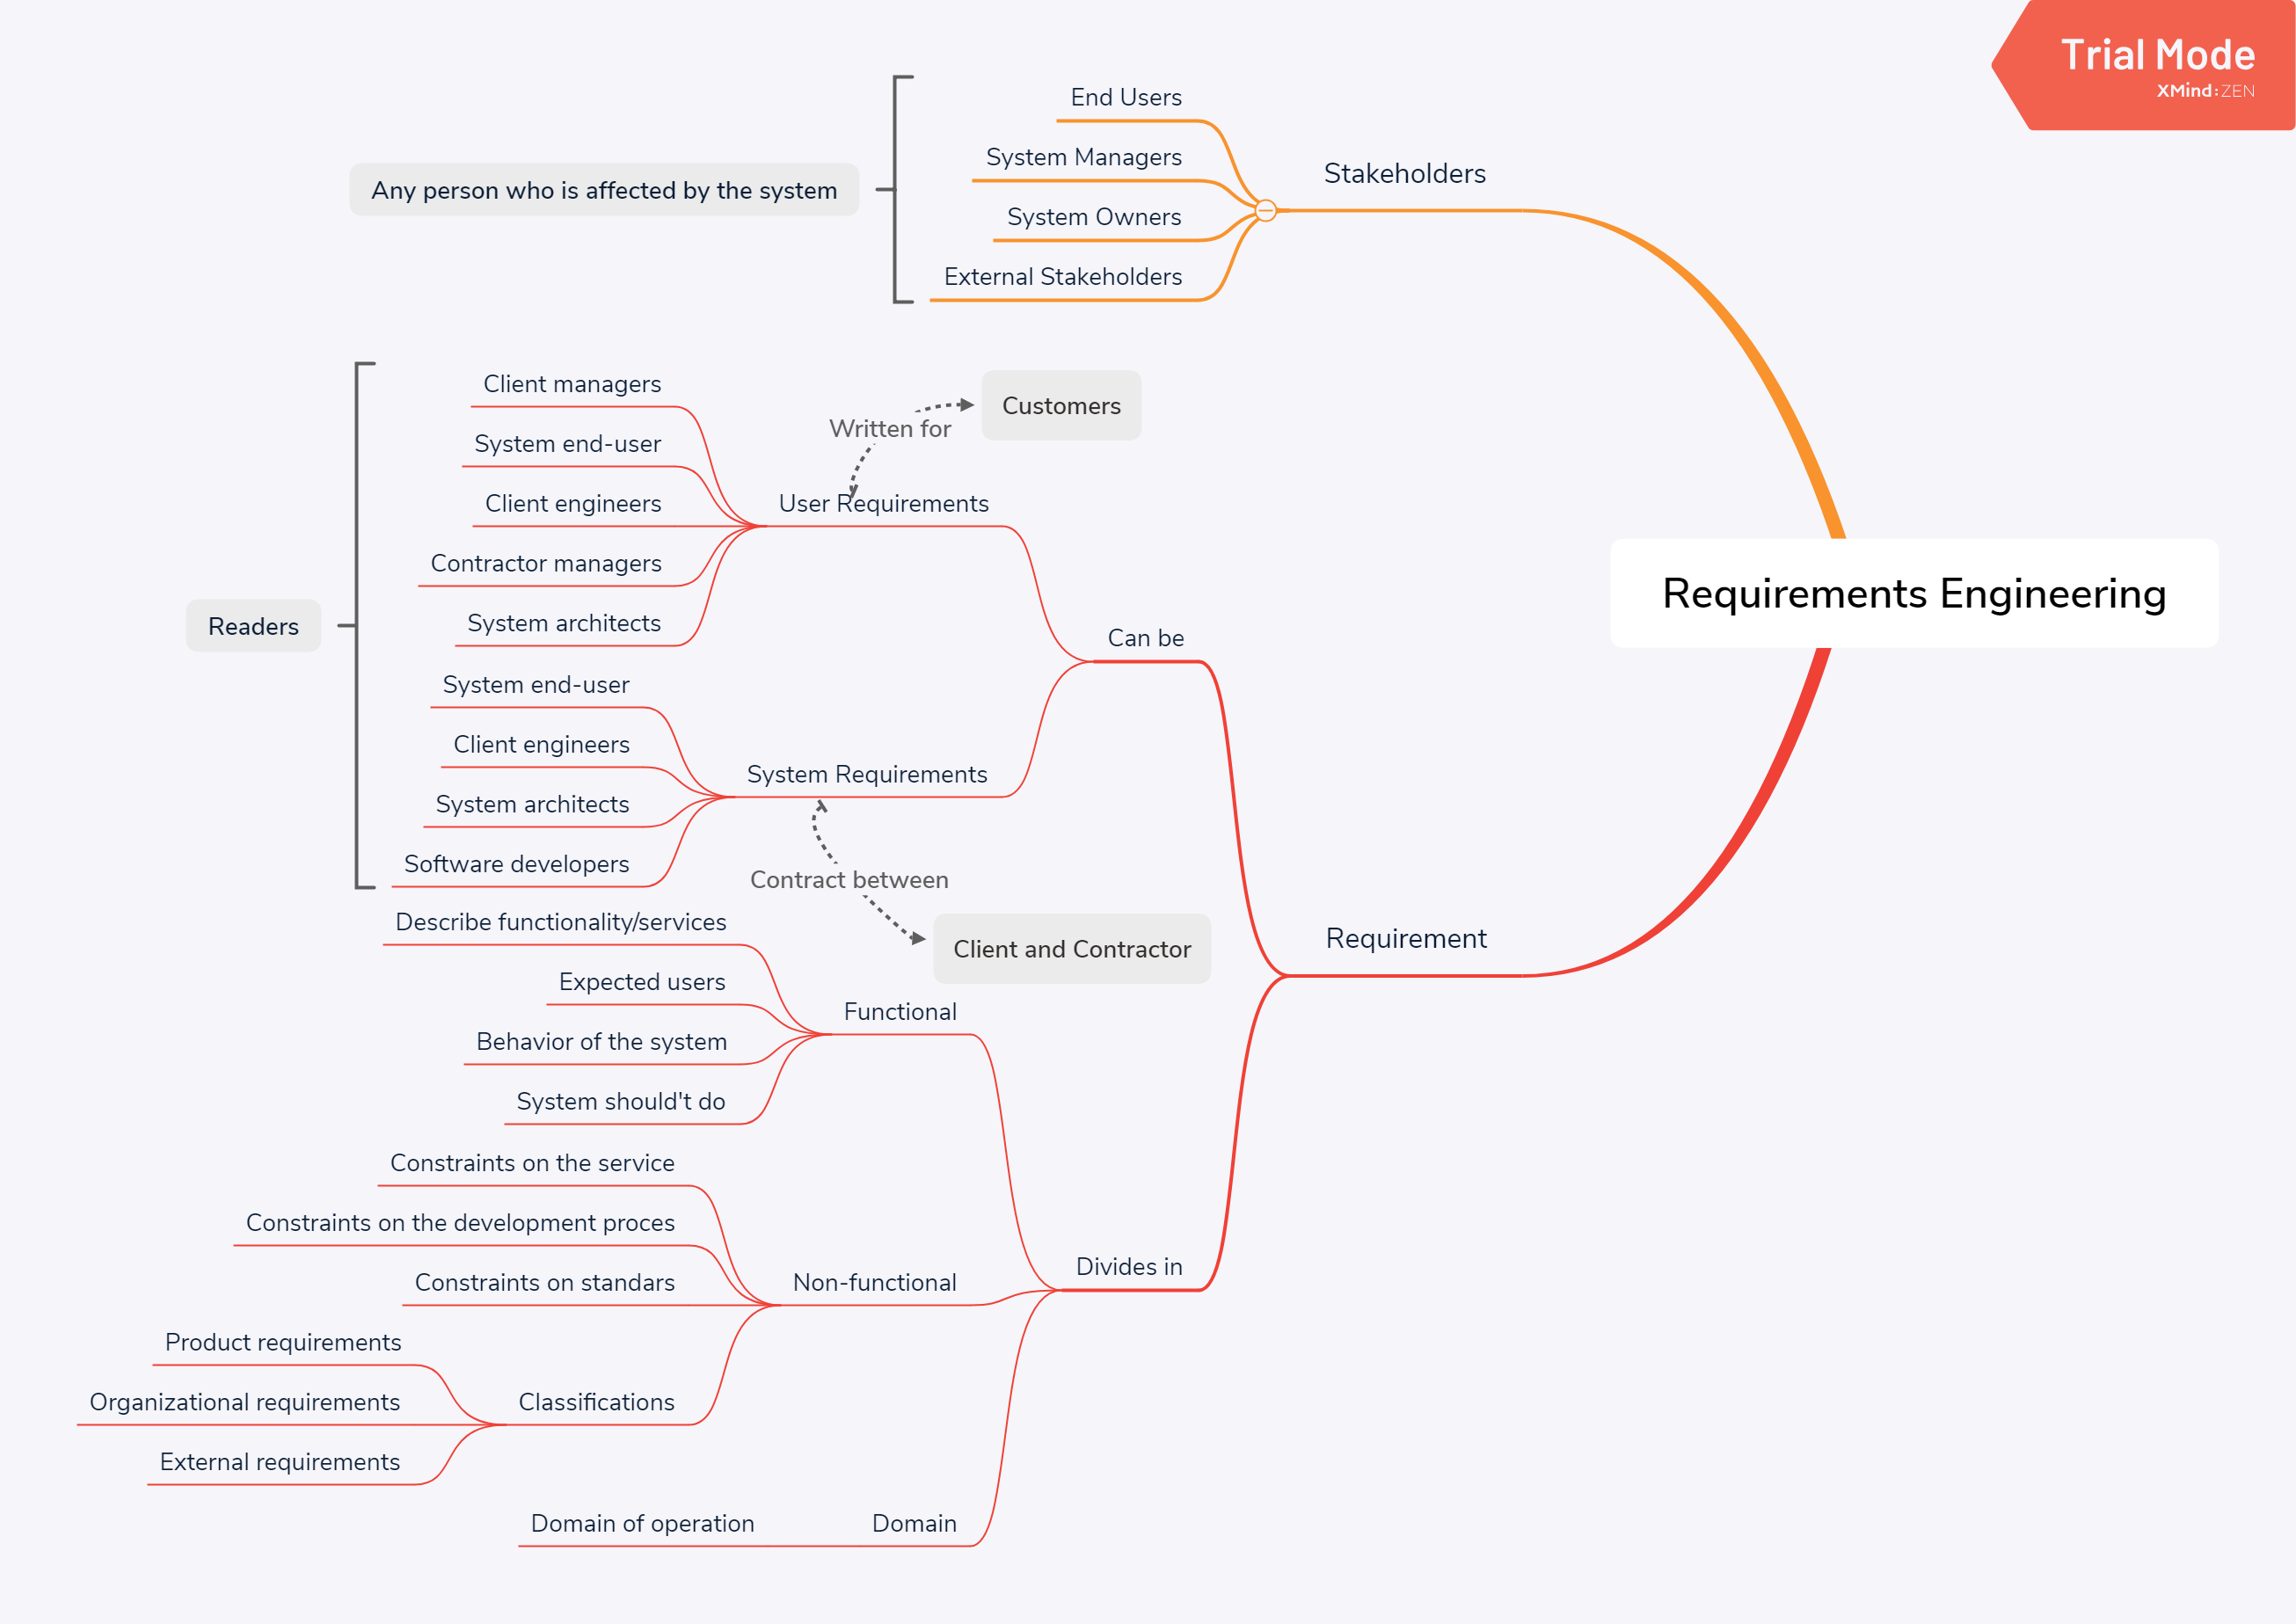 Trial Mode
XMind:ZEN
End Users
System Managers
Stakeholders
Any person who is affected by the system
System Owners
External Stakeholders
Client managers
Customers
Written for
System end-user
Client engineers
User Requirements
Contractor managers
Requirements Engineering
System architects
Readers
Can be
System end-user
Client engineers
System Requirements
System architects
Software developers
Contract between
Describe functionality/services
Requirement
Client and Contractor
Expected users
Functional
Behavior of the system
System should't do
Constraints on the service
Constraints on the development proces
Divides in
Constraints on standars
Non-functional
Product requirements
Organizational requirements
Classifications
External requirements
Domain of operation
Domain